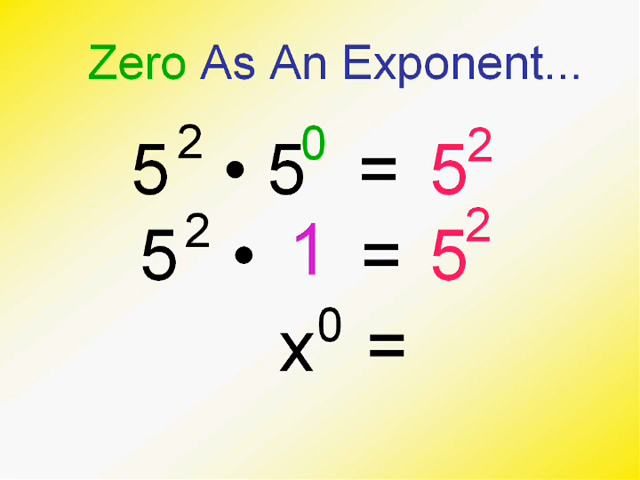 Zero As An Exponent...
5² • 5⁰ = 5²
5² • 1 = 5²
x⁰ =